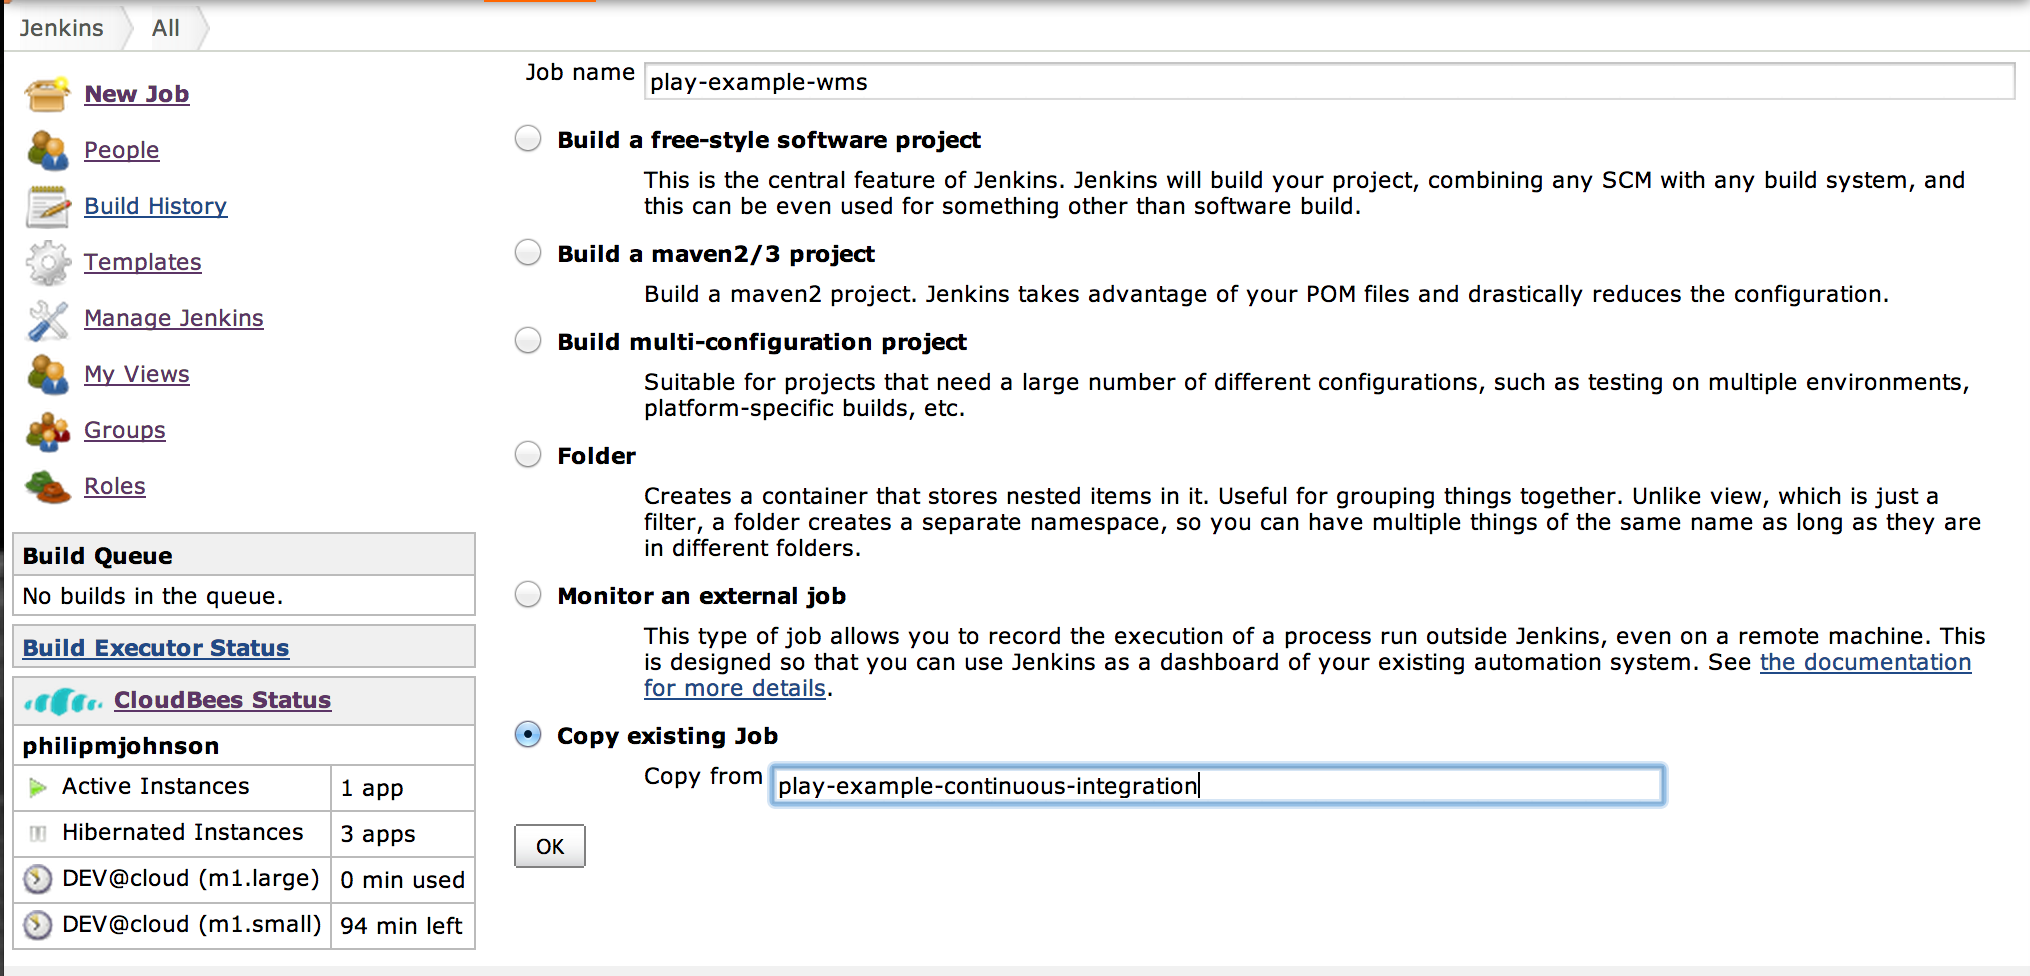 Jenkins All
New Job
People
Build History
Templates
Manage Jenkins
My Views
Groups
Roles
Build Queue
No builds in the queue.
Build Executor Status
CloudBees Status
philipmjohnson
Active Instances 1 app
Hibernated Instances 3 apps
DEV@cloud (m1.large) 0 min used
DEV@cloud (m1.small) 94 min left
Job name play-example-wms
Build a free-style software project
This is the central feature of Jenkins. Jenkins will build your project, combining any SCM with any build system, and
this can be even used for something other than software build.
Build a maven2/3 project
Build a maven2 project. Jenkins takes advantage of your POM files and drastically reduces the configuration.
Build multi-configuration project
Suitable for projects that need a large number of different configurations, such as testing on multiple environments,
platform-specific builds, etc.
Folder
Creates a container that stores nested items in it. Useful for grouping things together. Unlike view, which is just a
filter, a folder creates a separate namespace, so you can have multiple things of the same name as long as they are
in different folders.
Monitor an external job
This type of job allows you to record the execution of a process run outside Jenkins, even on a remote machine. This
is designed so that you can use Jenkins as a dashboard of your existing automation system. See the documentation
for more details.
Copy existing Job
Copy from play-example-continuous-integration
OK